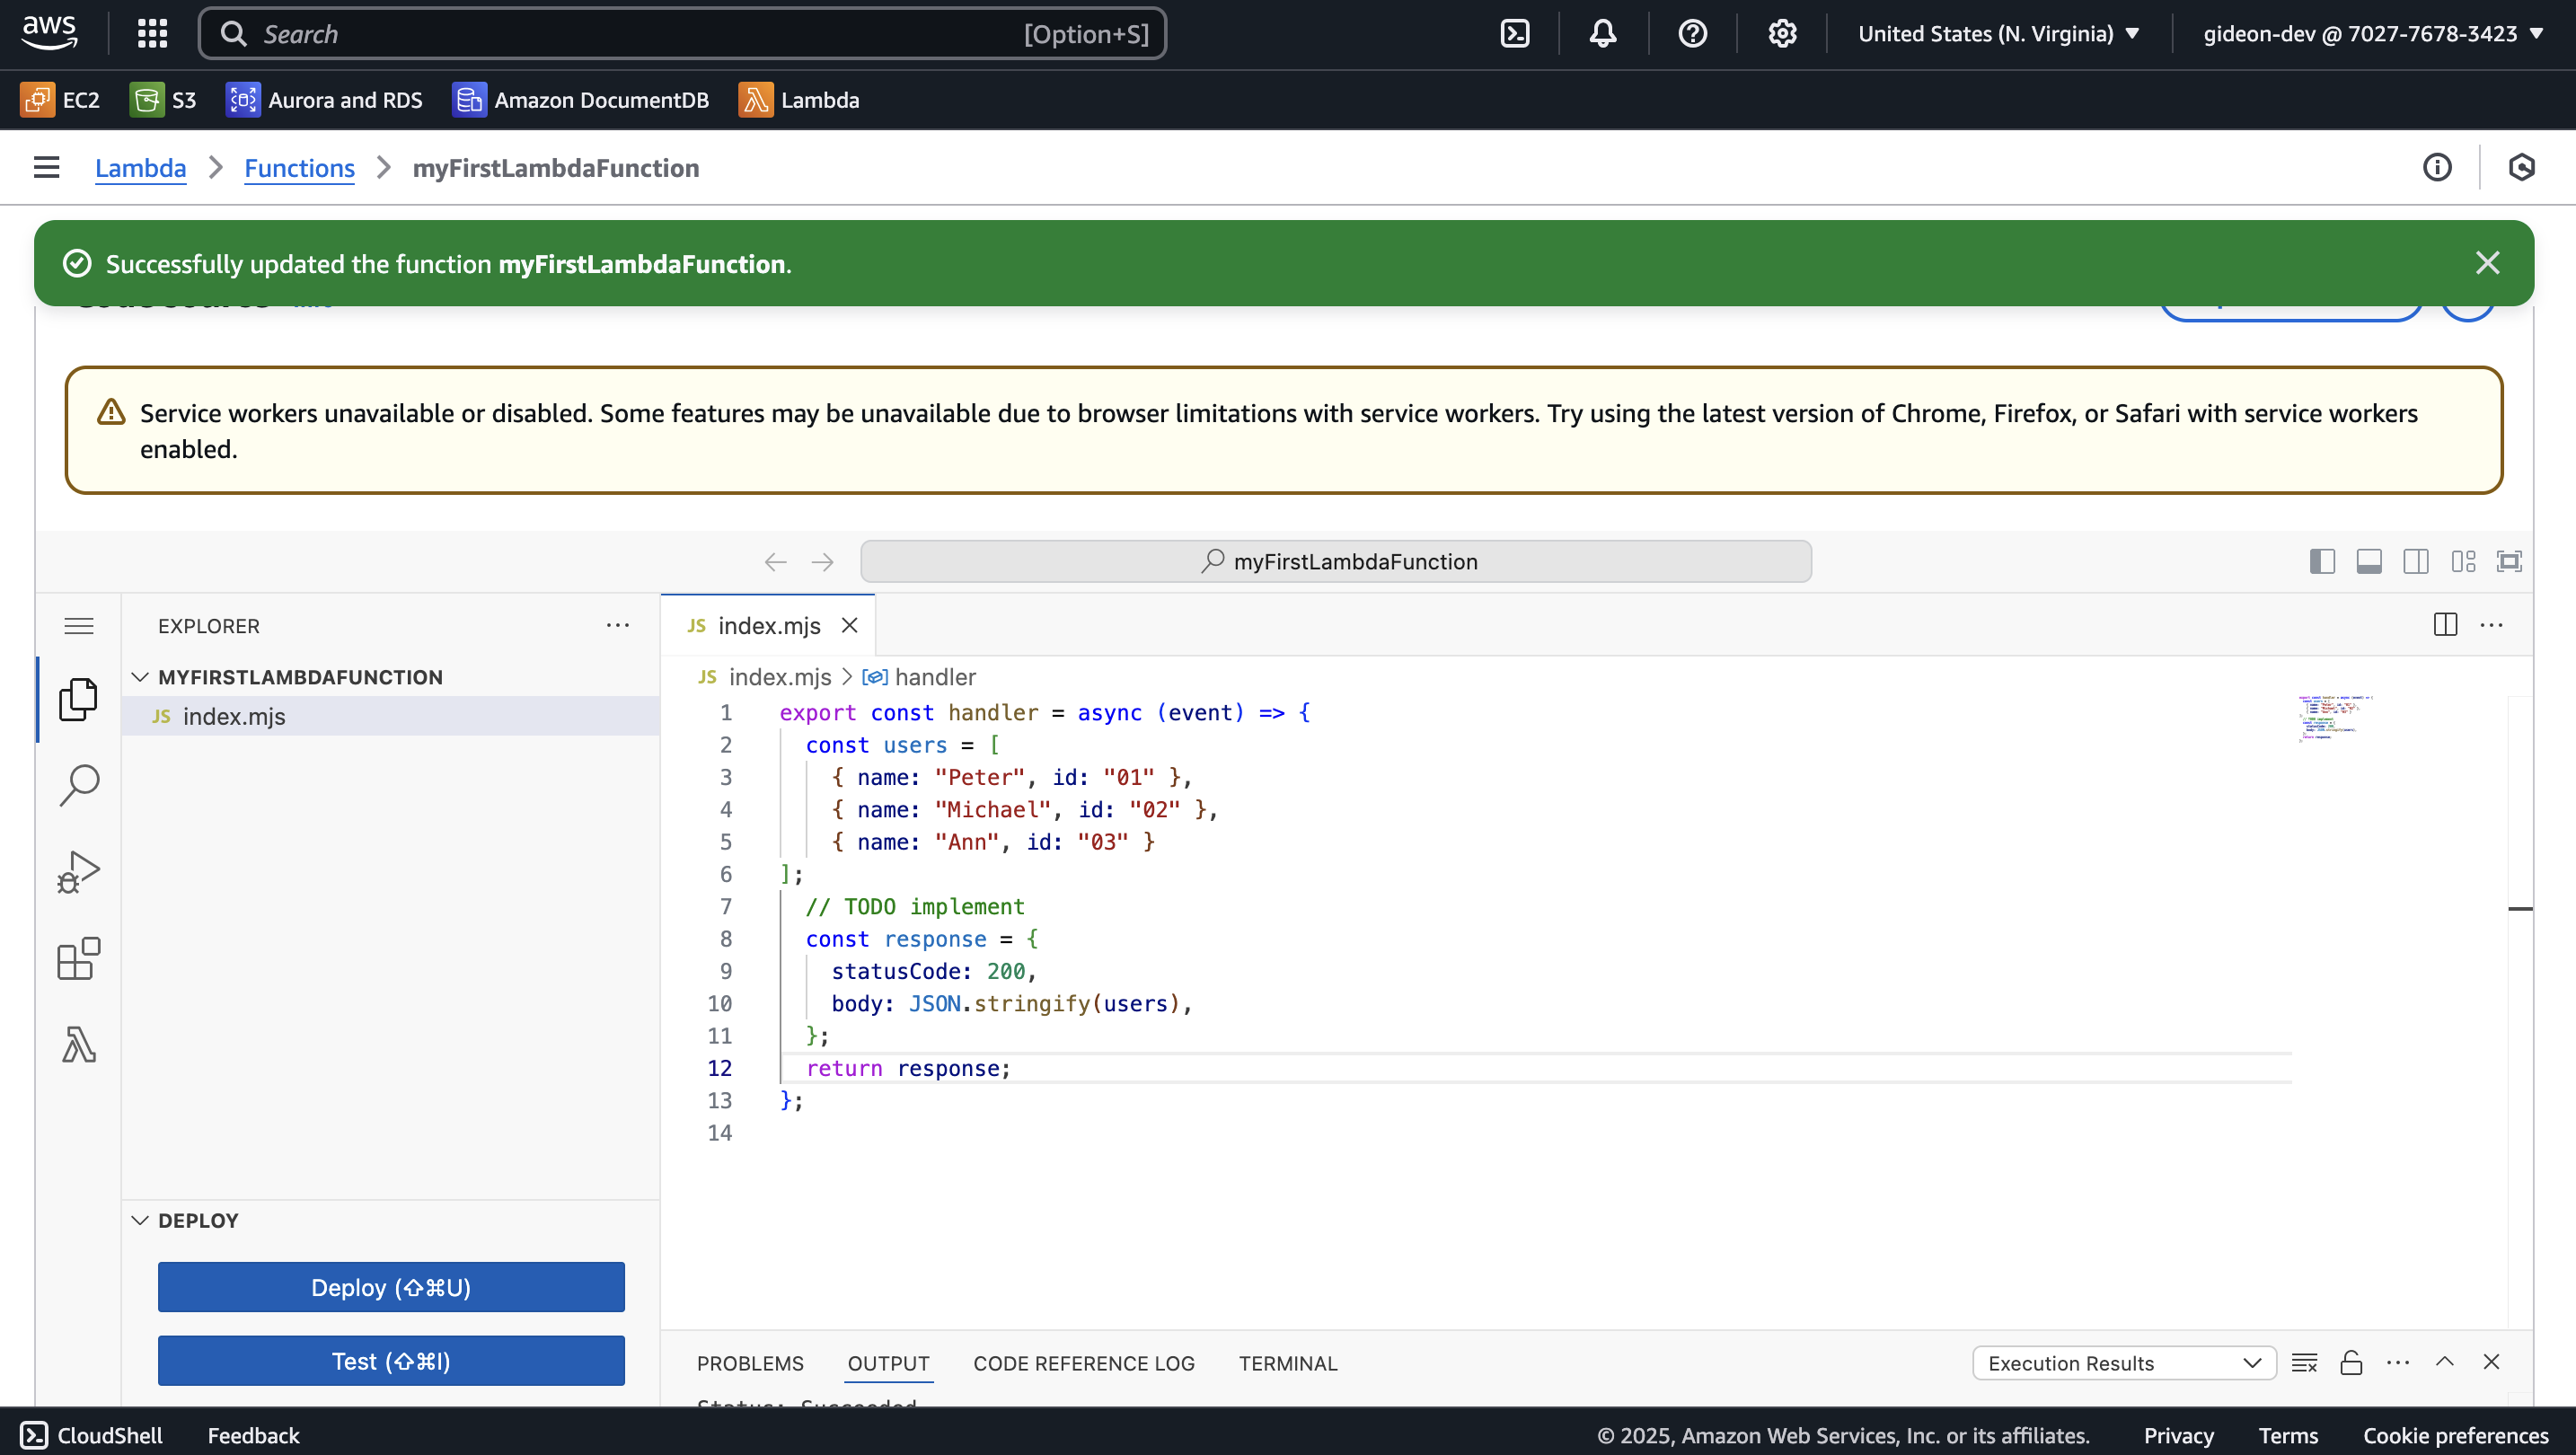 aws
Search [Option+S] United States (N. Virginia) gideon-dev @ 7027-7678-3423
EC2 S3 Aurora and RDS Amazon DocumentDB Lambda
Lambda Functions myFirstLambdaFunction
Successfully updated the function myFirstLambdaFunction.
Service workers unavailable or disabled. Some features may be unavailable due to browser limitations with service workers. Try using the latest version of Chrome, Firefox, or Safari with service workers
enabled.
myFirstLambdaFunction
EXPLORER
MYFIRSTLAMBDAFUNCTION
JS index.mjs
JS index.mjs
JS index.mjs > handler
1 export const handler = async (event) => {
2 const users = [
3 { name: "Peter", id: "01" },
4 { name: "Michael", id: "02" },
5 { name: "Ann", id: "03" }
6 ];
7 // TODO implement
8 const response = {
9 statusCode: 200,
10 body: JSON.stringify(users),
11 };
12 return response;
13 };
14
DEPLOY
Deploy (⇧⌘U)
Test (⇧⌘I)
PROBLEMS OUTPUT CODE REFERENCE LOG TERMINAL Execution Results
Status: Succeeded
CloudShell Feedback © 2025, Amazon Web Services, Inc. or its affiliates. Privacy Terms Cookie preferences